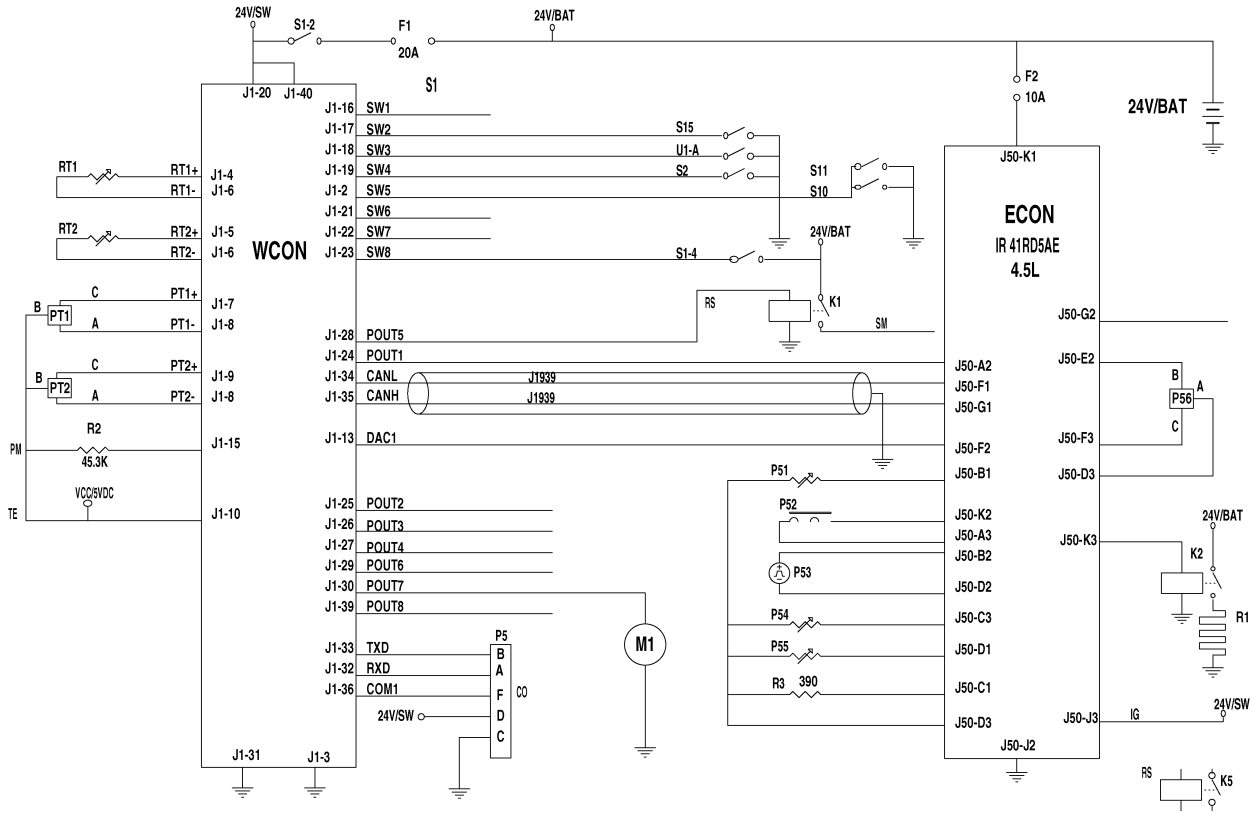 24V/SW
S1-2
F1
20A
24V/BAT
S1
F2
10A
24V/BAT
J1-20
J1-40
J1-16 SW1
J1-17 SW2
J1-18 SW3
J1-19 SW4
J1-2 SW5
J1-21 SW6
J1-22 SW7
J1-23 SW8
S15
U1-A
S2
S11
S10
S1-4
24V/BAT
RT1
RT1+ J1-4
RT1- J1-6
RT2
RT2+ J1-5
RT2- J1-6
WCON
C PT1+ J1-7
B PT1
A PT1- J1-8
C PT2+ J1-9
B PT2
A PT2- J1-8
R2
PM
45.3K
J1-15
VCC/5VDC
TE
J1-10
J1-28 POUT5
J1-24 POUT1
J1-34 CANL
J1-35 CANH
J1-13 DAC1
J1939
J1939
RS
K1
SM
J1-25 POUT2
J1-26 POUT3
J1-27 POUT4
J1-29 POUT6
J1-30 POUT7
J1-39 POUT8
J1-33 TXD
J1-32 RXD
J1-36 COM1
P5
B
A
F
D
C
CO
24V/SW
M1
J1-31
J1-3
J50-K1
ECON
IR 41RD5AE
4.5L
J50-A2
J50-F1
J50-G1
J50-F2
J50-B1
J50-K2
J50-A3
J50-B2
J50-D2
J50-C3
J50-D1
J50-C1
J50-D3
P51
P52
P53
P54
P55
R3 390
J50-G2
J50-E2
J50-F3
J50-D3
J50-K3
J50-J3
J50-J2
B
A
P56
C
24V/BAT
K2
R1
IG
24V/SW
RS
K5